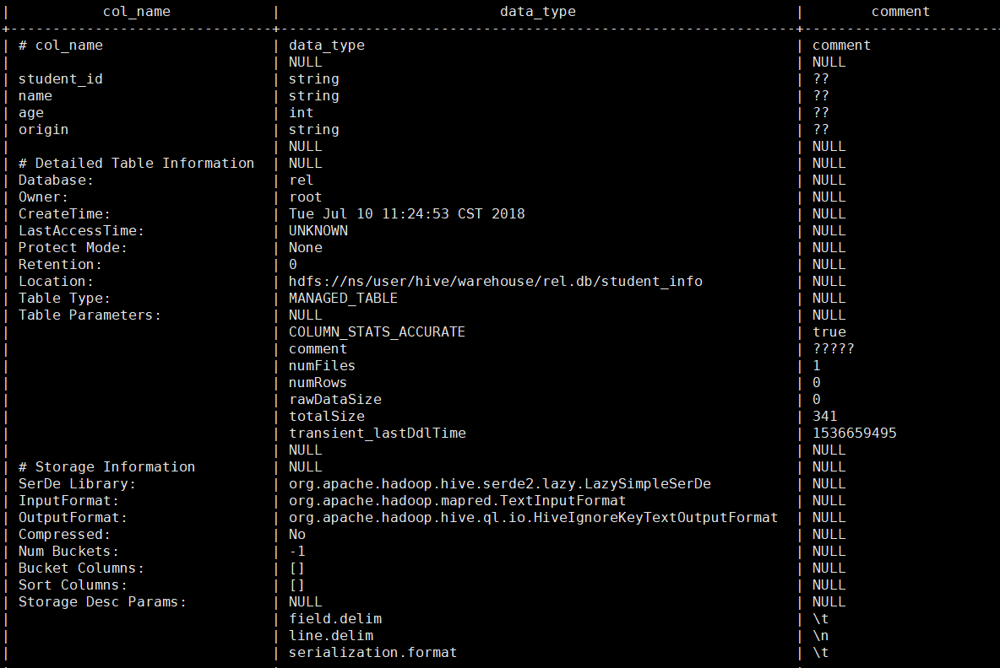 | col_name | data_type | comment
+-------------------------------+--------------------------------------------------------------+-----------------------
| # col_name | data_type | comment
| | NULL | NULL
| student_id | string | ??
| name | string | ??
| age | int | ??
| origin | string | ??
| | NULL | NULL
| # Detailed Table Information | NULL | NULL
| Database: | rel | NULL
| Owner: | root | NULL
| CreateTime: | Tue Jul 10 11:24:53 CST 2018 | NULL
| LastAccessTime: | UNKNOWN | NULL
| Protect Mode: | None | NULL
| Retention: | 0 | NULL
| Location: | hdfs://ns/user/hive/warehouse/rel.db/student_info | NULL
| Table Type: | MANAGED_TABLE | NULL
| Table Parameters: | NULL | NULL
| | COLUMN_STATS_ACCURATE | true
| | comment | ?????
| | numFiles | 1
| | numRows | 0
| | rawDataSize | 0
| | totalSize | 341
| | transient_lastDdlTime | 1536659495
| | NULL | NULL
| # Storage Information | NULL | NULL
| SerDe Library: | org.apache.hadoop.hive.serde2.lazy.LazySimpleSerDe | NULL
| InputFormat: | org.apache.hadoop.mapred.TextInputFormat | NULL
| OutputFormat: | org.apache.hadoop.hive.ql.io.HiveIgnoreKeyTextOutputFormat | NULL
| Compressed: | No | NULL
| Num Buckets: | -1 | NULL
| Bucket Columns: | [] | NULL
| Sort Columns: | [] | NULL
| Storage Desc Params: | NULL | NULL
| | field.delim | \t
| | line.delim | \n
| | serialization.format | \t